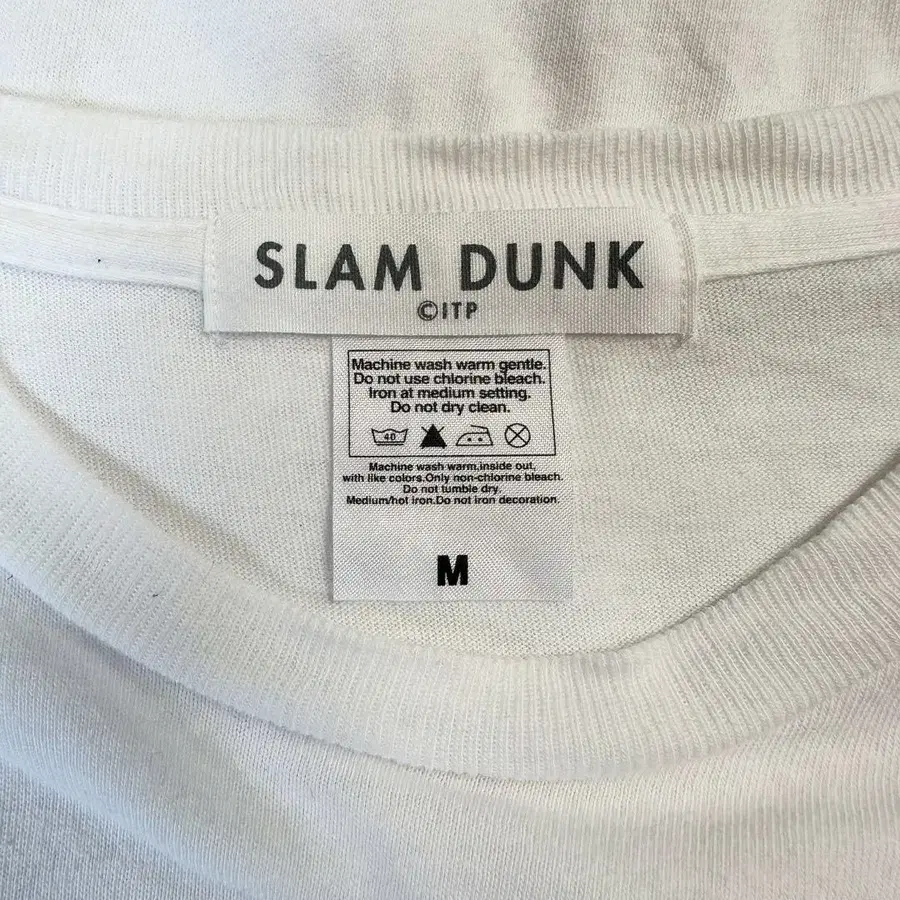 SLAM DUNK
©ITP
Machine wash warm gentle.
Do not use chlorine bleach.
Iron at medium setting.
Do not dry clean.
40
Machine wash warm,inside out,
with like colors.Only non-chlorine bleach.
Do not tumble dry.
Medium/hot iron.Do not iron decoration.
M